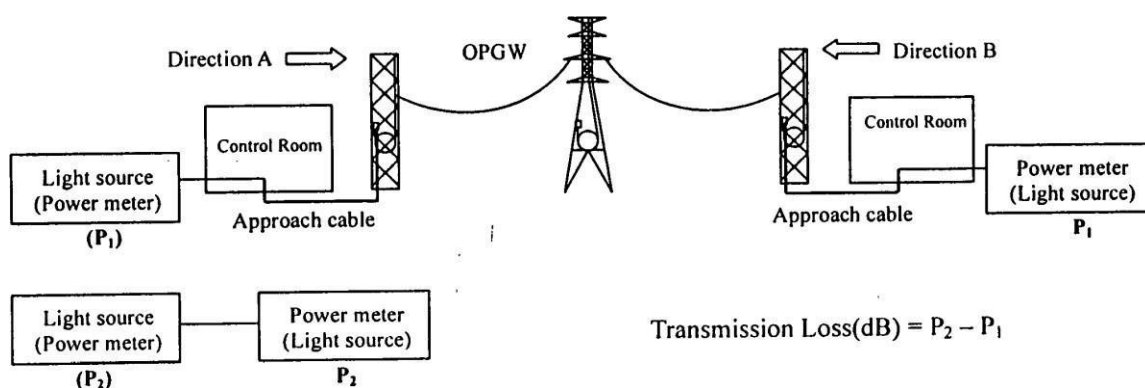 Direction A
OPGW
Direction B
Control Room
Control Room
Light source
(Power meter)
(P₁)
Approach cable
Approach cable
Power meter
(Light source)
P₁
Light source
(Power meter)
(P₂)
Power meter
(Light source)
P₂
Transmission Loss(dB) = P₂ – P₁